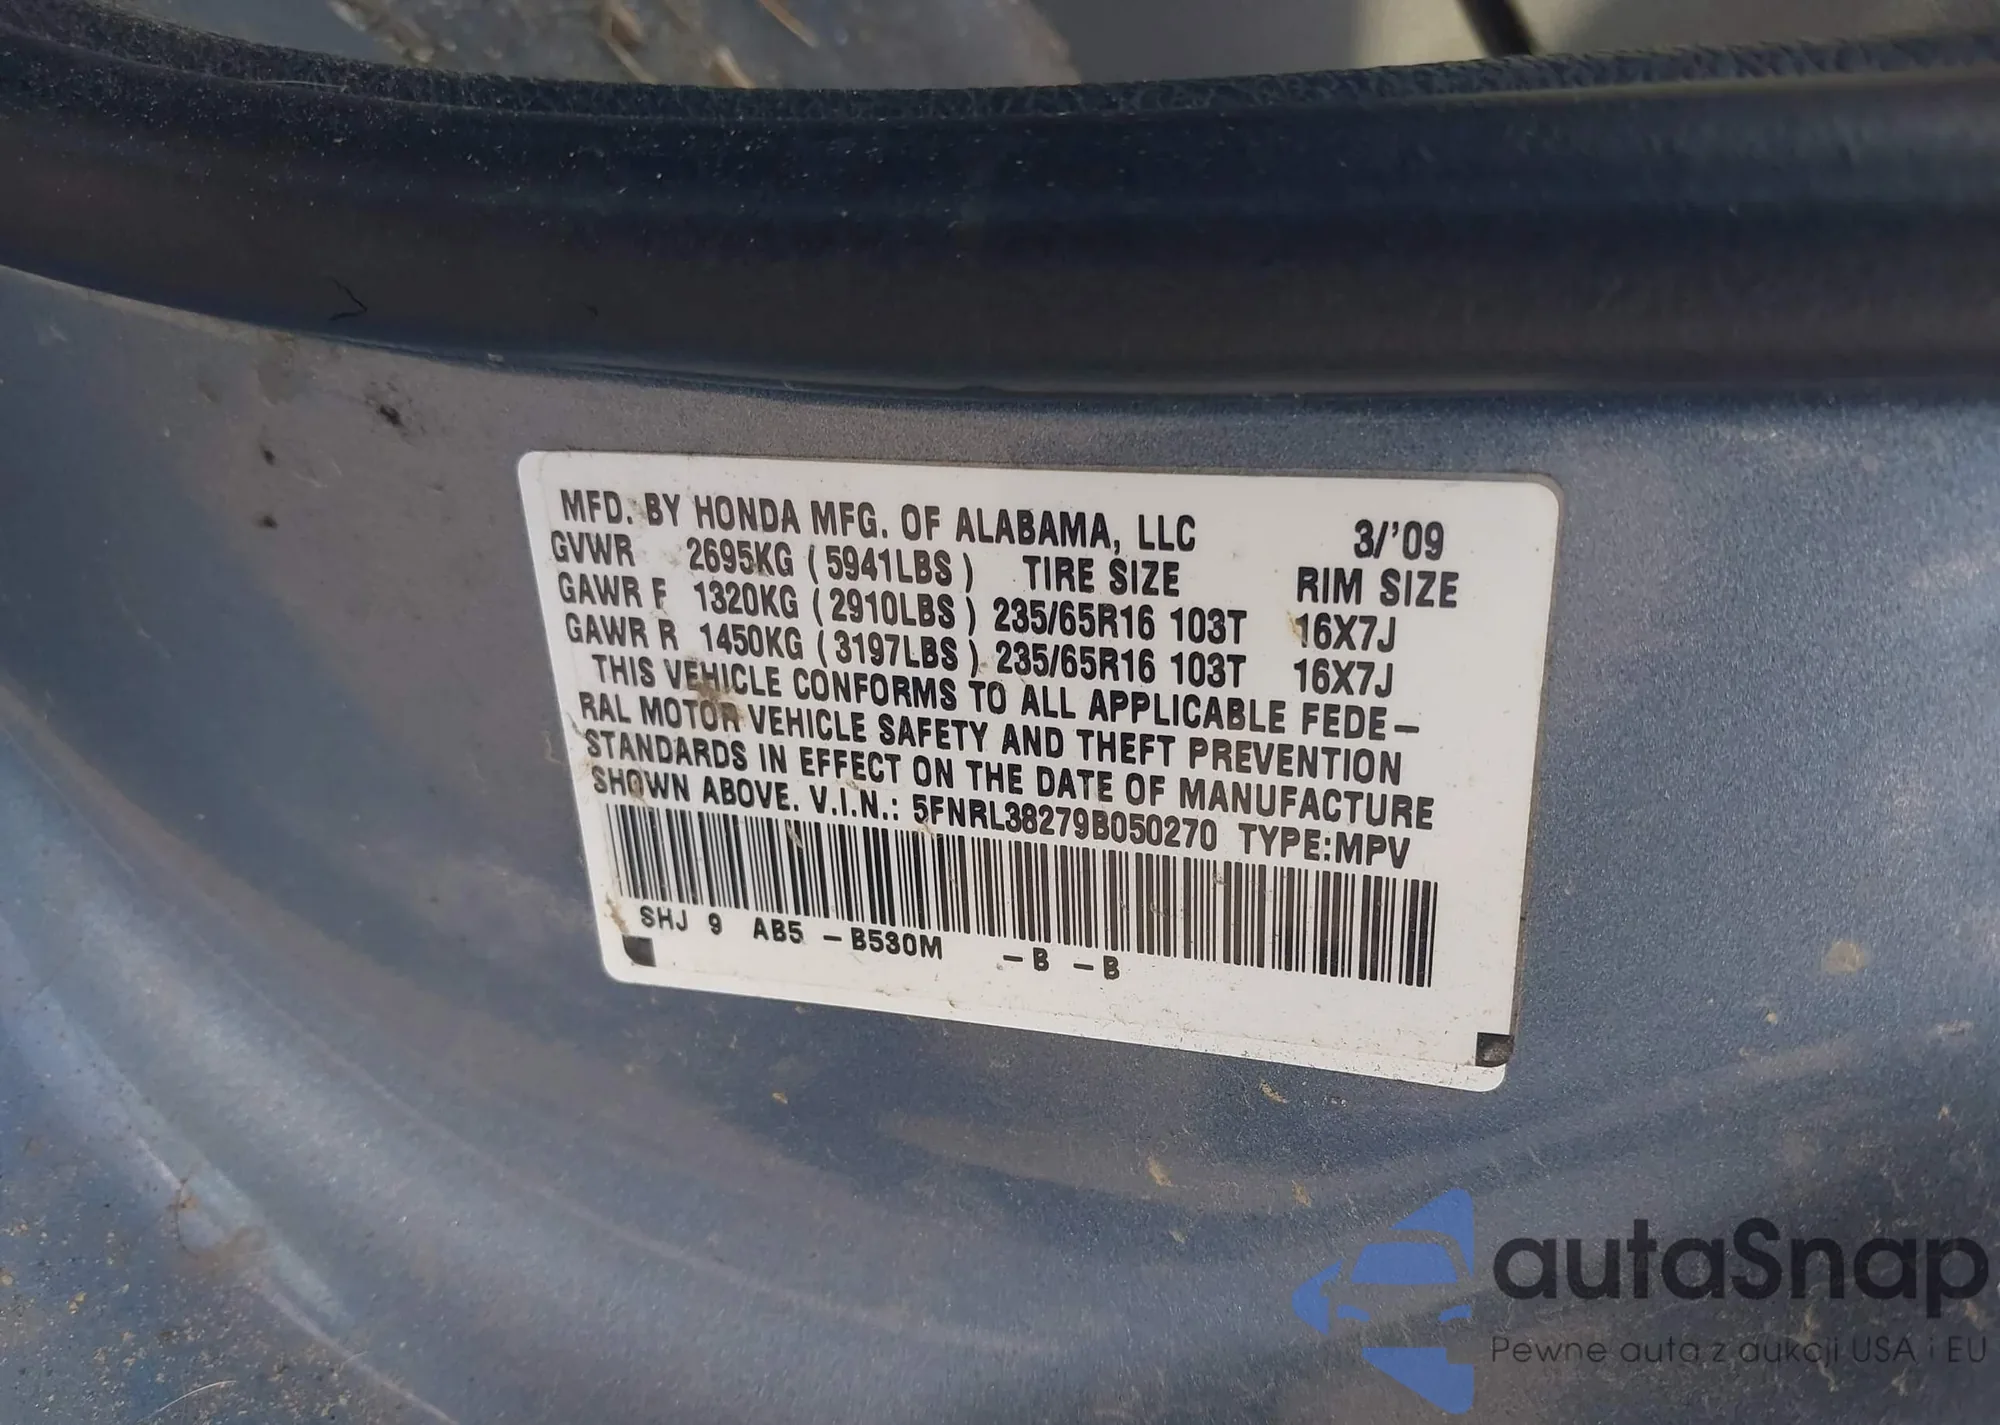 MFD. BY HONDA MFG. OF ALABAMA, LLC 3/'09
GVWR 2695KG (5941LBS) TIRE SIZE RIM SIZE
GAWR F 1320KG (2910LBS) 235/65R16 103T 16X7J
GAWR R 1450KG (3197LBS) 235/65R16 103T 16X7J
THIS VEHICLE CONFORMS TO ALL APPLICABLE FEDE-
RAL MOTOR VEHICLE SAFETY AND THEFT PREVENTION
STANDARDS IN EFFECT ON THE DATE OF MANUFACTURE
SHOWN ABOVE. V.I.N.: 5FNRL38279B050270 TYPE:MPV
SHJ 9 AB5 -B530M -B -B
autaSnap
Pewne auta z aukcji USA i EU